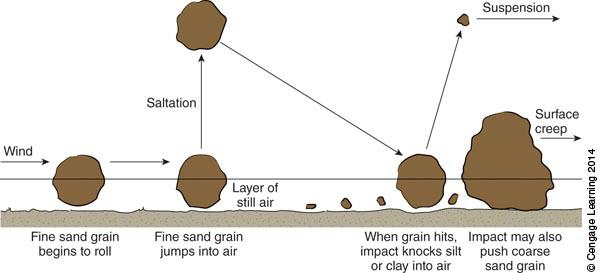 Suspension
Saltation
Surface
creep
Wind
Layer of
still air
Fine sand grain
begins to roll
Fine sand grain
jumps into air
When grain hits,
impact knocks silt
or clay into air
Impact may also
push coarse
sand grain
© Cengage Learning 2014